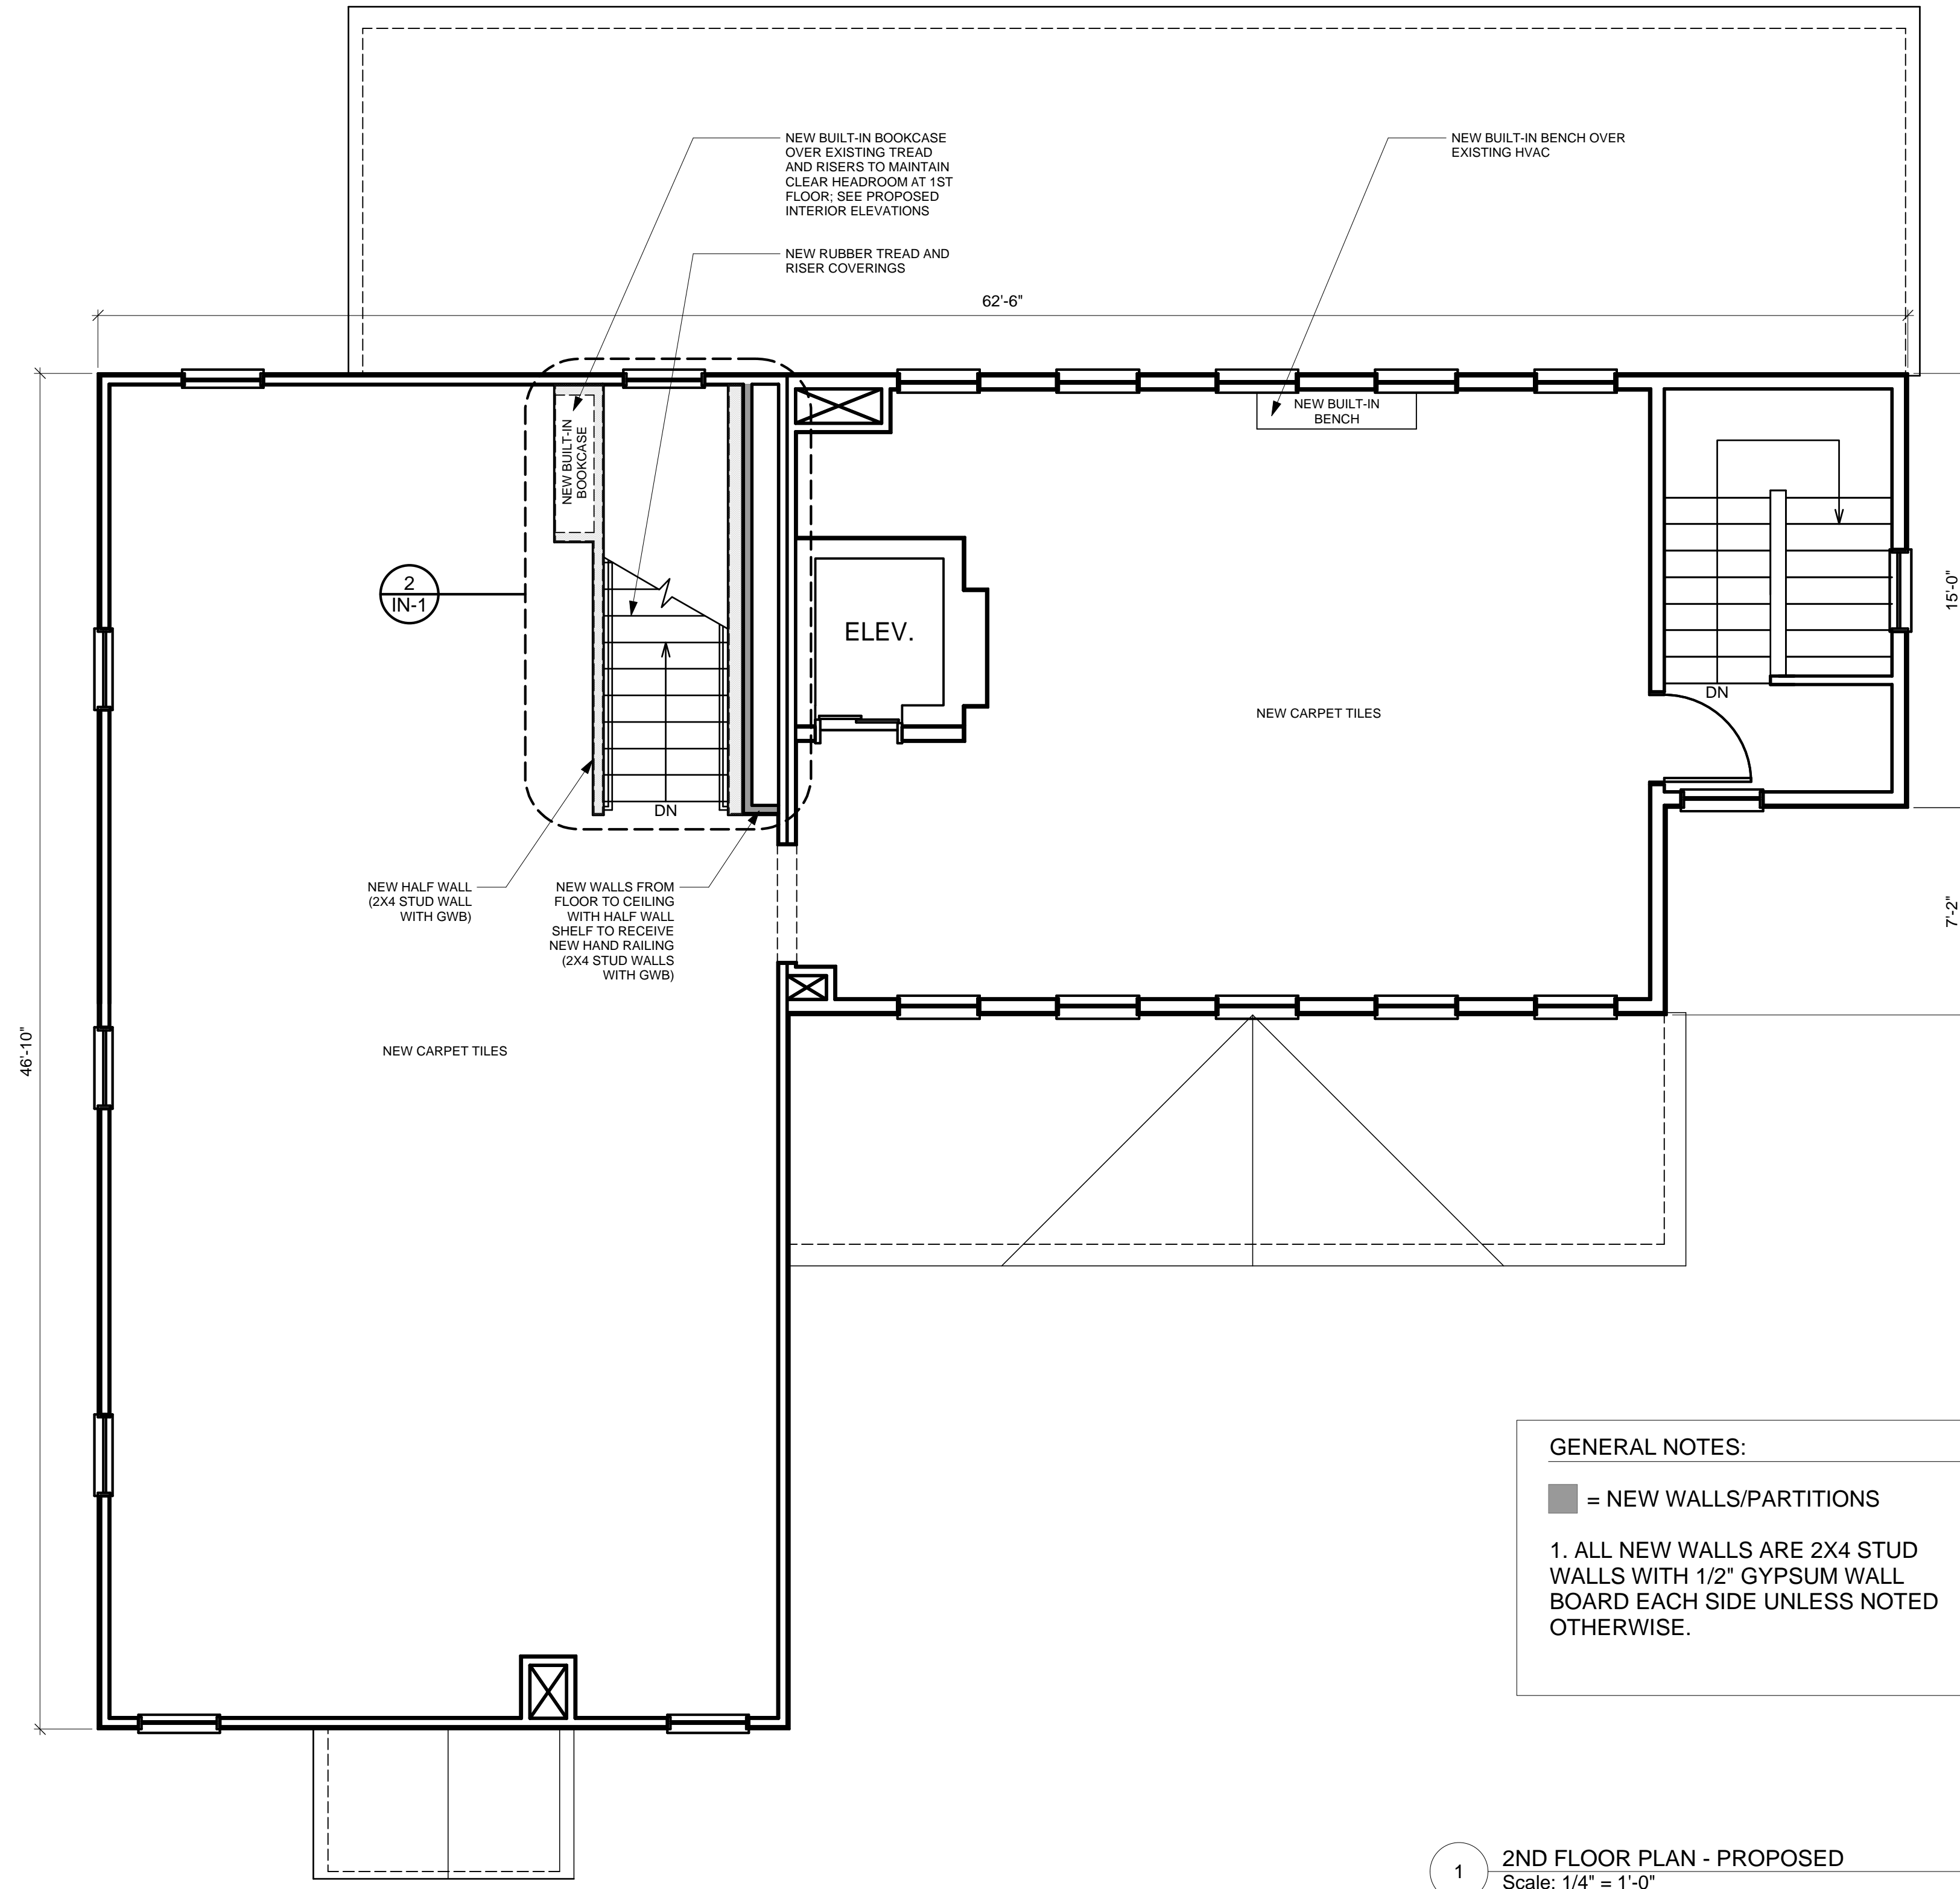 NEW BUILT-IN BOOKCASE
OVER EXISTING TREAD
AND RISERS TO MAINTAIN
CLEAR HEADROOM AT 1ST
FLOOR; SEE PROPOSED
INTERIOR ELEVATIONS
NEW BUILT-IN BENCH OVER
EXISTING HVAC
NEW RUBBER TREAD AND
RISER COVERINGS
62'-6"
NEW BUILT-IN
BENCH
NEW BUILT-IN
BOOKCASE
2
IN-1
ELEV.
15'-0"
DN
NEW CARPET TILES
DN
NEW HALF WALL
(2X4 STUD WALL
WITH GWB)
NEW WALLS FROM
FLOOR TO CEILING
WITH HALF WALL
SHELF TO RECEIVE
NEW HAND RAILING
(2X4 STUD WALLS
WITH GWB)
7'-2"
46'-10"
NEW CARPET TILES
GENERAL NOTES:
= NEW WALLS/PARTITIONS
1. ALL NEW WALLS ARE 2X4 STUD
WALLS WITH 1/2" GYPSUM WALL
BOARD EACH SIDE UNLESS NOTED
OTHERWISE.
1
2ND FLOOR PLAN - PROPOSED
Scale: 1/4" = 1'-0"